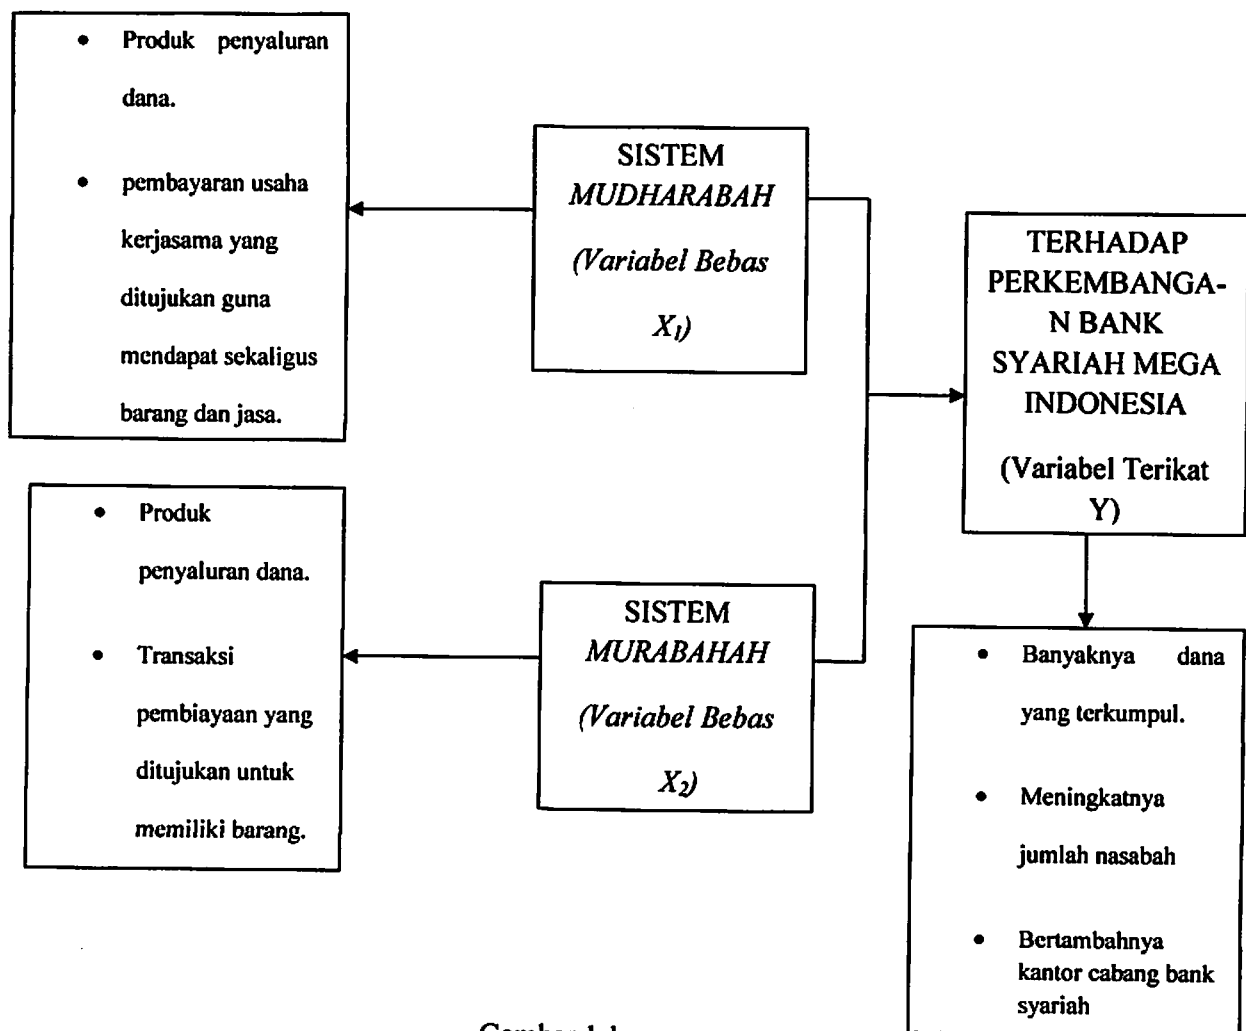 • Produk penyaluran
dana.
• pembayaran usaha
kerjasama yang
ditujukan guna
mendapat sekaligus
barang dan jasa.
SISTEM
MUDHARABAH
(Variabel Bebas
X₁)
TERHADAP
PERKEMBANGA-
N BANK
SYARIAH MEGA
INDONESIA
(Variabel Terikat
Y)
• Produk
penyaluran dana.
• Transaksi
pembiayaan yang
ditujukan untuk
memiliki barang.
SISTEM
MURABAHAH
(Variabel Bebas
X₂)
• Banyaknya dana
yang terkumpul.
• Meningkatnya
jumlah nasabah
• Bertambahnya
kantor cabang bank
syariah